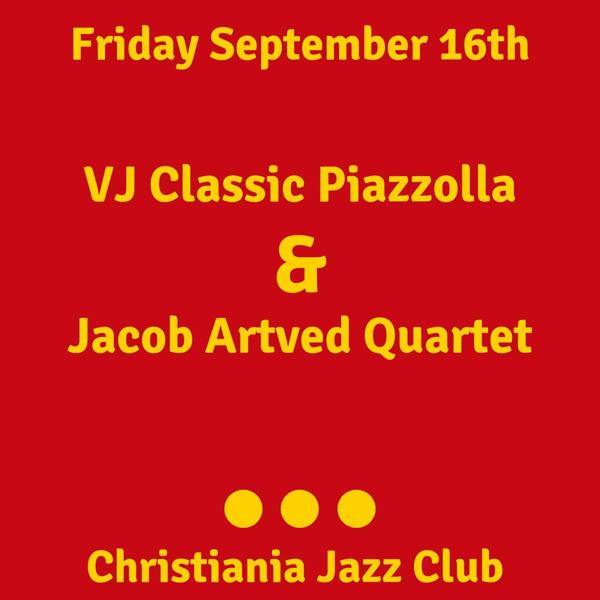 Friday September 16th
VJ Classic Piazzolla
&
Jacob Artved Quartet
Christiania Jazz Club